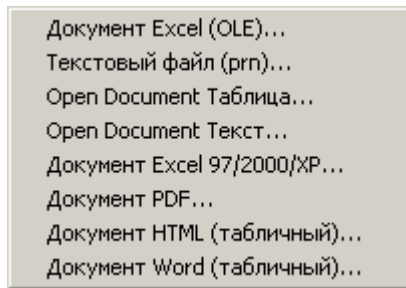 Документ Excel (OLE)...
Текстовый файл (prn)...
Open Document Таблица...
Open Document Текст...
Документ Excel 97/2000/XP...
Документ PDF...
Документ HTML (табличный)...
Документ Word (табличный)...